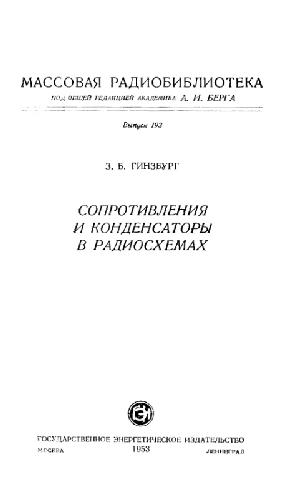 МАССОВАЯ РАДИОБИБЛИОТЕКА
ПОД ОБЩЕЙ РЕДАКЦИЕЙ АКАДЕМИКА А. И. БЕРГА
Выпуск 192
З. Б. ГИНЗБУРГ
СОПРОТИВЛЕНИЯ
И КОНДЕНСАТОРЫ
В РАДИОСХЕМАХ
ГОСУДАРСТВЕННОЕ ЭНЕРГЕТИЧЕСКОЕ ИЗДАТЕЛЬСТВО
МОСКВА 1953 ЛЕНИНГРАД